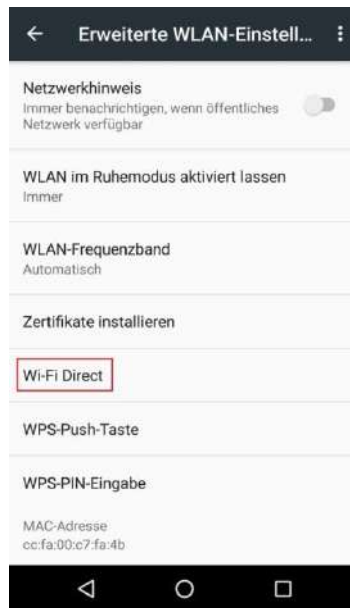 Erweiterte WLAN-Einstell...
Netzwerkhinweis
Immer benachrichtigen, wenn öffentliches
Netzwerk verfügbar
WLAN im Ruhemodus aktiviert lassen
Immer
WLAN-Frequenzband
Automatisch
Zertifikate installieren
Wi-Fi Direct
WPS-Push-Taste
WPS-PIN-Eingabe
MAC-Adresse
cc:fa:00:c7:fa:4b